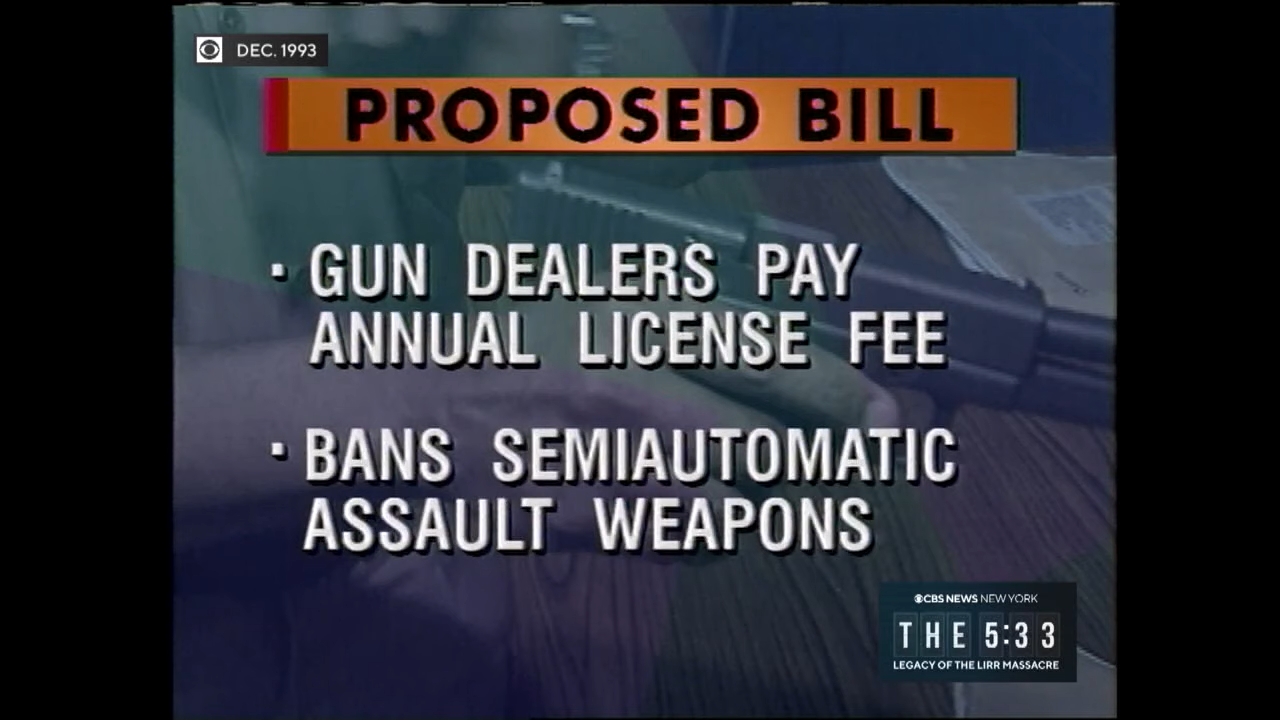 DEC. 1993
PROPOSED BILL
· GUN DEALERS PAY
ANNUAL LICENSE FEE
· BANS SEMIAUTOMATIC
ASSAULT WEAPONS
CBS NEWS NEW YORK
THE 5:33
LEGACY OF THE LIRR MASSACRE